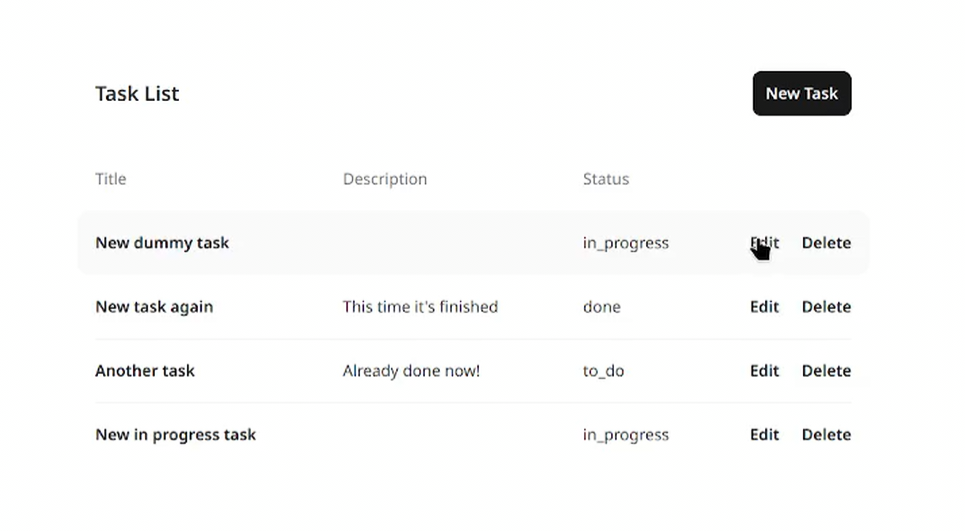 Task List
New Task
Title Description Status
New dummy task in_progress Edit Delete
New task again This time it's finished done Edit Delete
Another task Already done now! to_do Edit Delete
New in progress task in_progress Edit Delete